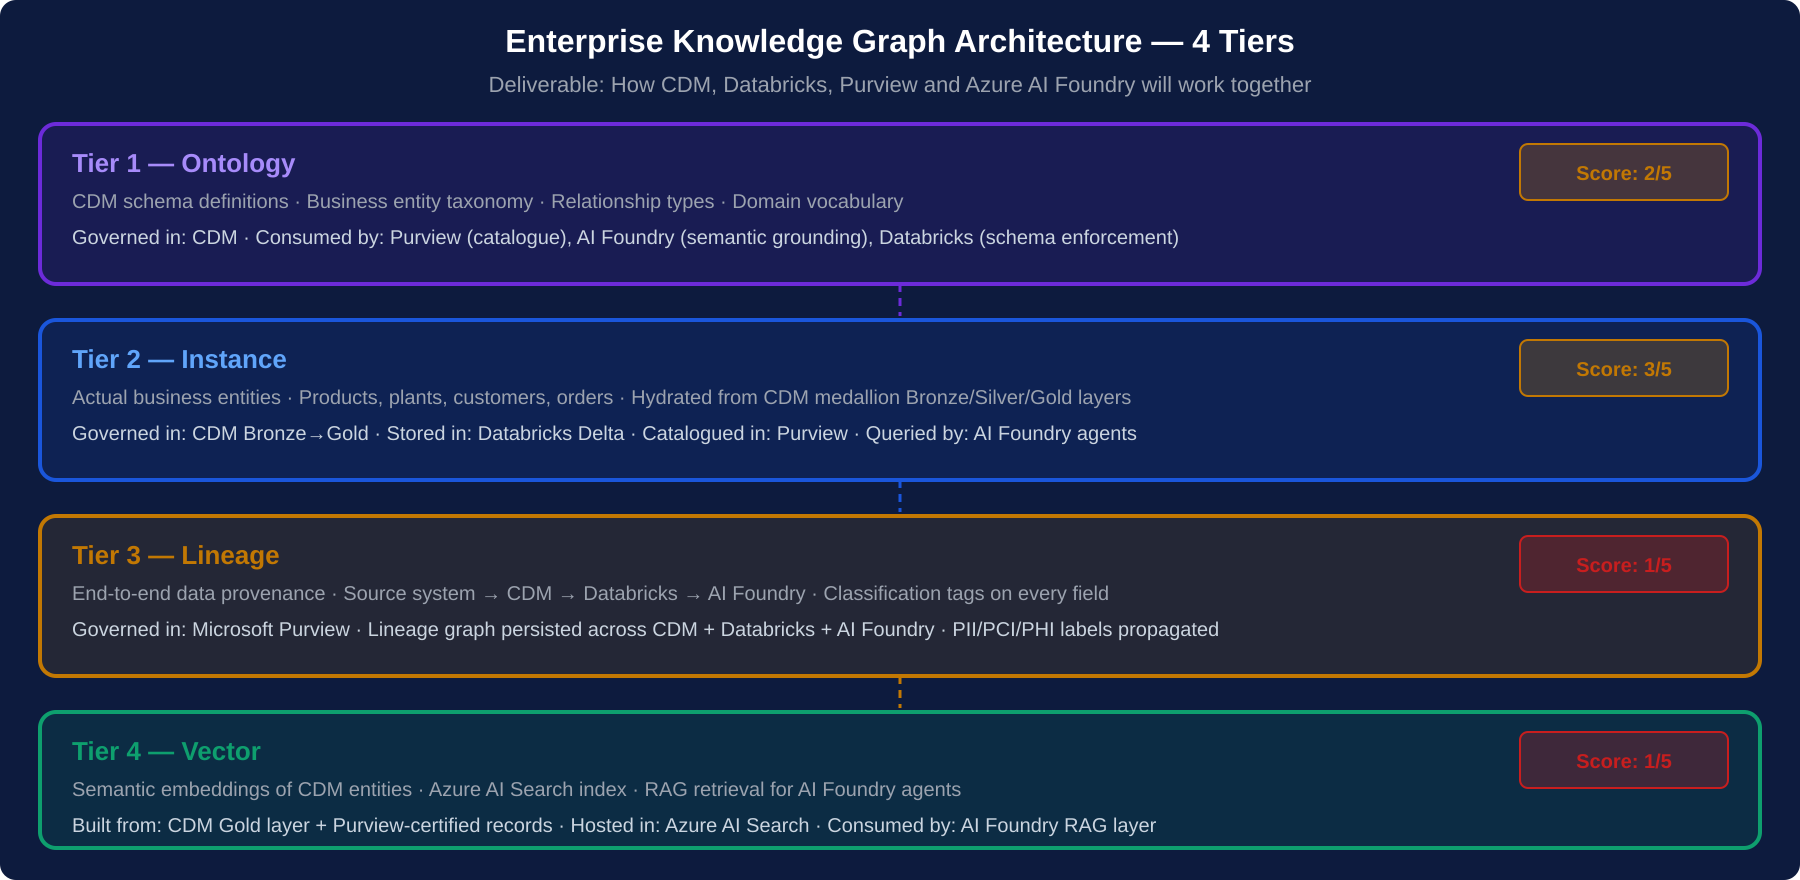 Enterprise Knowledge Graph Architecture — 4 Tiers
Deliverable: How CDM, Databricks, Purview and Azure AI Foundry will work together
Tier 1 — Ontology
Score: 2/5
CDM schema definitions · Business entity taxonomy · Relationship types · Domain vocabulary
Governed in: CDM · Consumed by: Purview (catalogue), AI Foundry (semantic grounding), Databricks (schema enforcement)
Tier 2 — Instance
Score: 3/5
Actual business entities · Products, plants, customers, orders · Hydrated from CDM medallion Bronze/Silver/Gold layers
Governed in: CDM Bronze→Gold · Stored in: Databricks Delta · Catalogued in: Purview · Queried by: AI Foundry agents
Tier 3 — Lineage
Score: 1/5
End-to-end data provenance · Source system → CDM → Databricks → AI Foundry · Classification tags on every field
Governed in: Microsoft Purview · Lineage graph persisted across CDM + Databricks + AI Foundry · PII/PCI/PHI labels propagated
Tier 4 — Vector
Score: 1/5
Semantic embeddings of CDM entities · Azure AI Search index · RAG retrieval for AI Foundry agents
Built from: CDM Gold layer + Purview-certified records · Hosted in: Azure AI Search · Consumed by: AI Foundry RAG layer